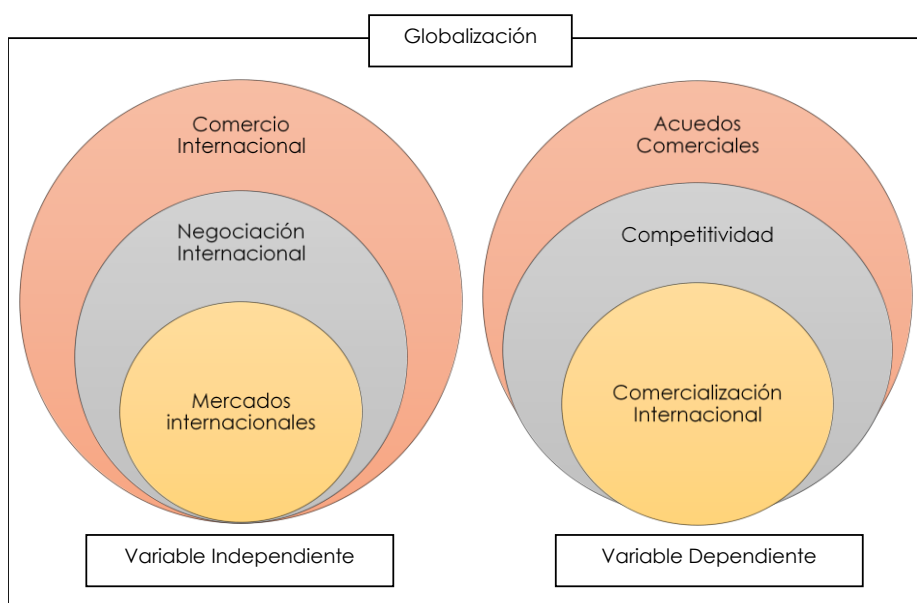 Globalización
Comercio
Internacional
Negociación
Internacional
Mercados
internacionales
Variable Independiente
Acuedos
Comerciales
Competitividad
Comercialización
Internacional
Variable Dependiente